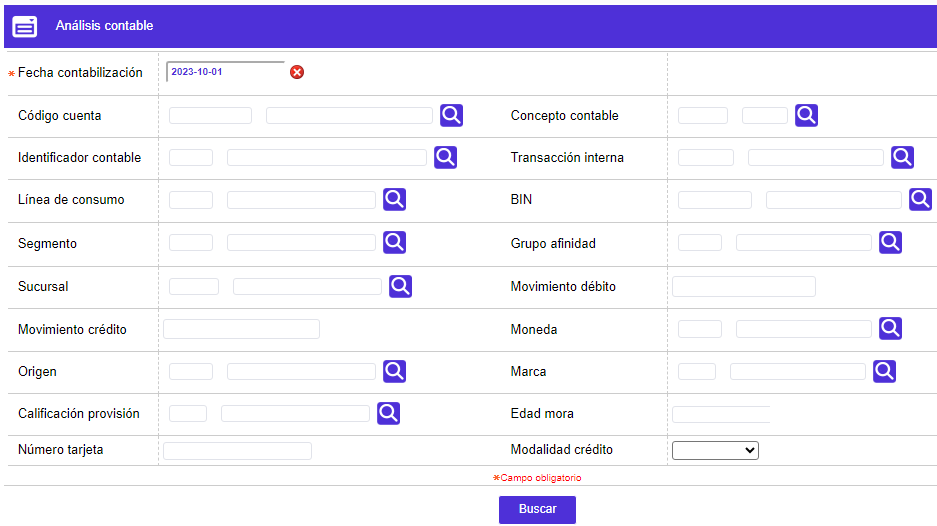 Análisis contable
* Fecha contabilización 2023-10-01
Código cuenta Concepto contable
Identificador contable Transacción interna
Línea de consumo BIN
Segmento Grupo afinidad
Sucursal Movimiento débito
Movimiento crédito Moneda
Origen Marca
Calificación provisión Edad mora
Número tarjeta Modalidad crédito
*Campo obligatorio
Buscar